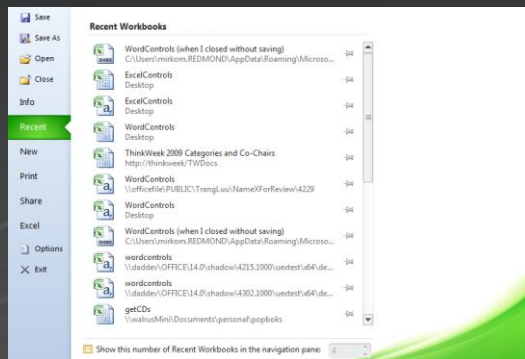 Save
Save As
Open
Close
Info
Recent
New
Print
Share
Excel
Options
Exit
Recent Workbooks
WordControls (when I closed without saving)
C:\Users\mirkom.REDMOND\AppData\Roaming\Microso...
ExcelControls
Desktop
ExcelControls
Desktop
WordControls
Desktop
ThinkWeek 2009 Categories and Co-Chairs
http://thinkweek/TWDocs
WordControls
\\officefile\PUBLIC\TrangLuu\NameXForReview\4229
WordControls
Desktop
WordControls (when I closed without saving)
C:\Users\mirkom.REDMOND\AppData\Roaming\Microso...
wordcontrols
\\daddev\OFFICE\14.0\shadow\4215.1000\uextest\x64\de...
wordcontrols
\\daddev\OFFICE\14.0\shadow\4302.1000\uextest\x64\de...
getCDs
\\walrusMini\Documents\personal\popboks
Show this number of Recent Workbooks in the navigation pane: